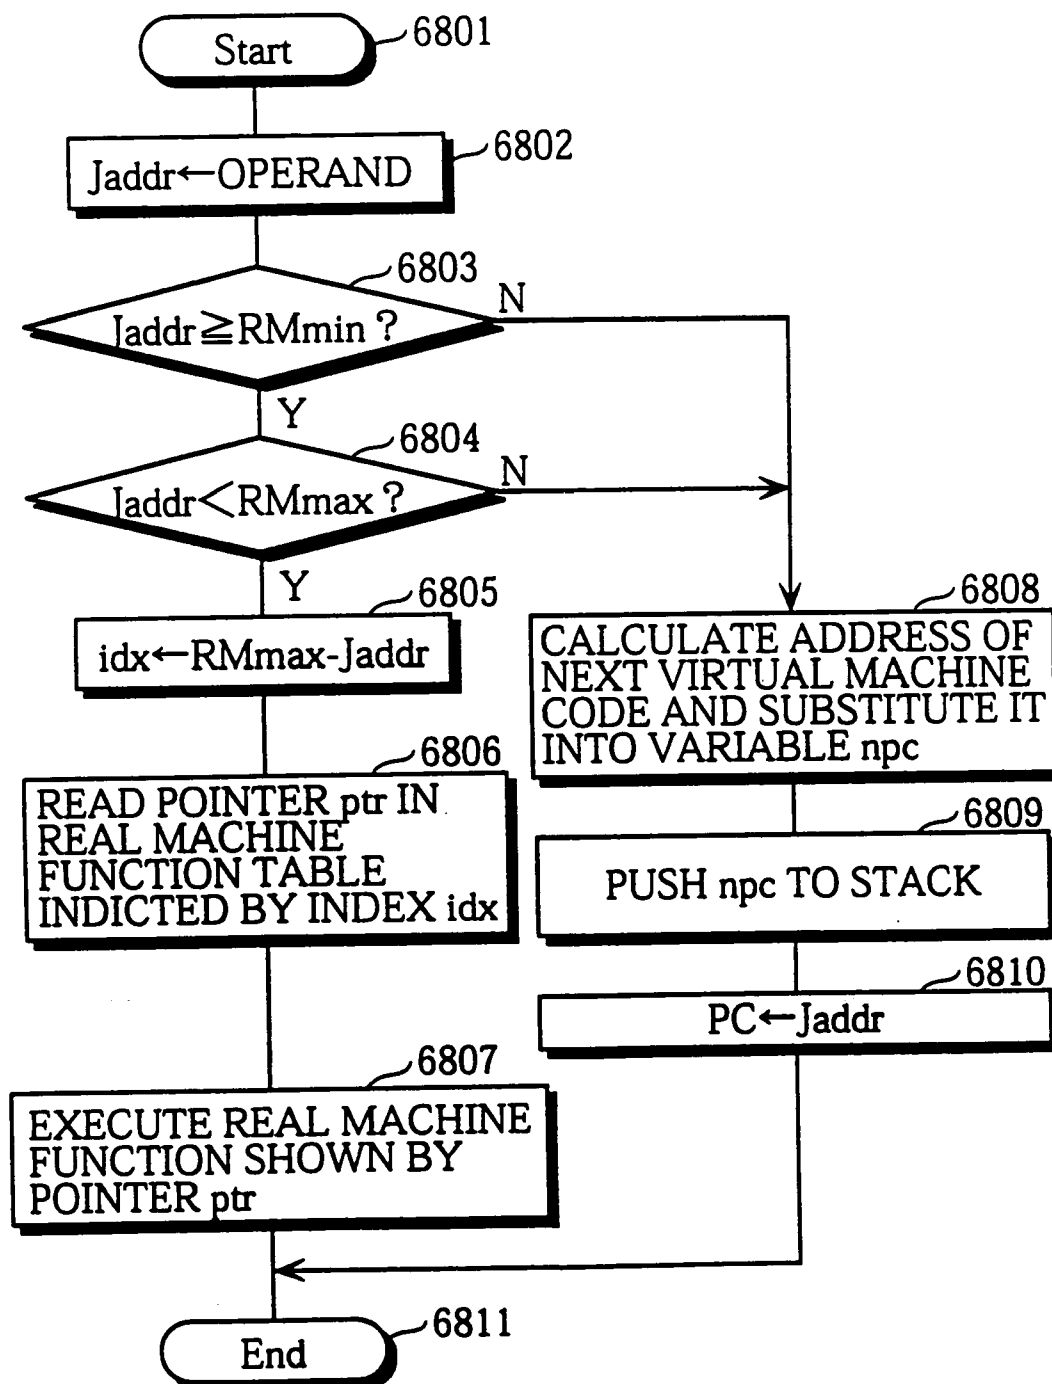 Start
6801
Jaddr←OPERAND
6802
Jaddr≧RMmin ?
6803
N
Y
Jaddr<RMmax ?
6804
N
Y
idx←RMmax-Jaddr
6805
READ POINTER ptr IN
REAL MACHINE
FUNCTION TABLE
INDICTED BY INDEX idx
6806
EXECUTE REAL MACHINE
FUNCTION SHOWN BY
POINTER ptr
6807
CALCULATE ADDRESS OF
NEXT VIRTUAL MACHINE
CODE AND SUBSTITUTE IT
INTO VARIABLE npc
6808
PUSH npc TO STACK
6809
PC←Jaddr
6810
End
6811